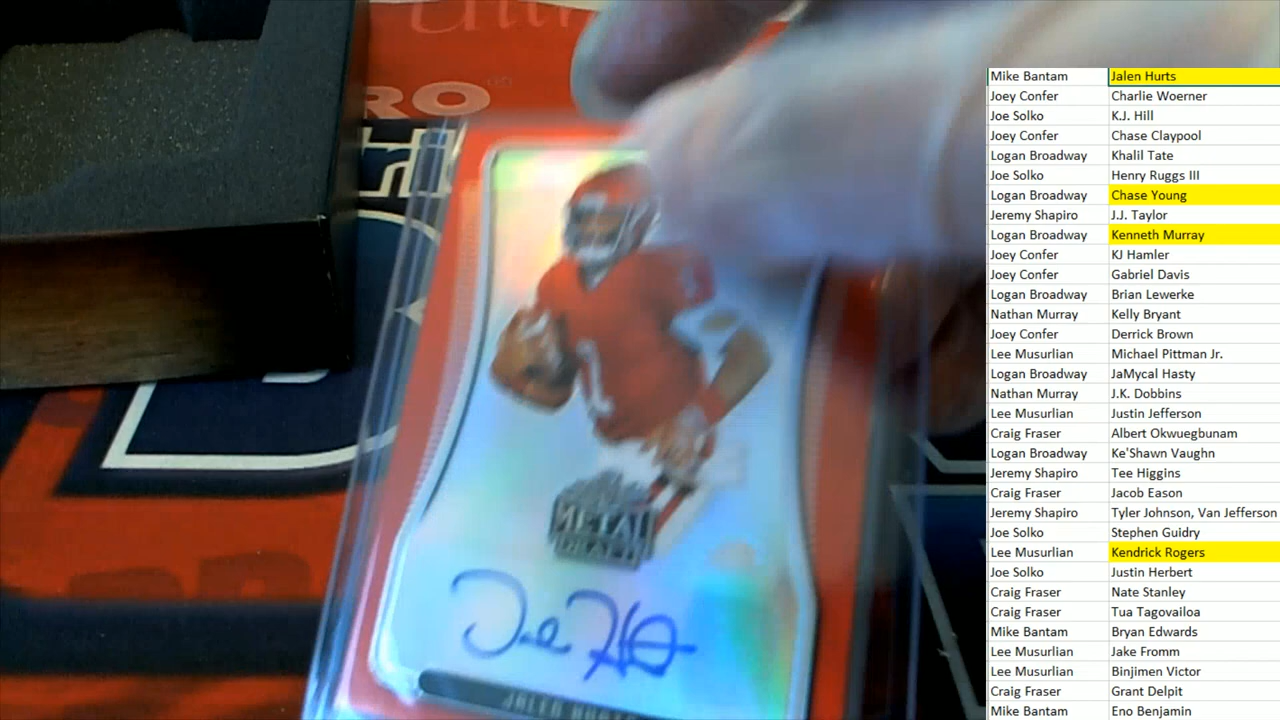 RO
1
METAL
DRAFT
JALEN HURTS
Mike Bantam Jalen Hurts
Joey Confer Charlie Woerner
Joe Solko K.J. Hill
Joey Confer Chase Claypool
Logan Broadway Khalil Tate
Joe Solko Henry Ruggs III
Logan Broadway Chase Young
Jeremy Shapiro J.J. Taylor
Logan Broadway Kenneth Murray
Joey Confer KJ Hamler
Joey Confer Gabriel Davis
Logan Broadway Brian Lewerke
Nathan Murray Kelly Bryant
Joey Confer Derrick Brown
Lee Musurlian Michael Pittman Jr.
Logan Broadway JaMycal Hasty
Nathan Murray J.K. Dobbins
Lee Musurlian Justin Jefferson
Craig Fraser Albert Okwuegbunam
Logan Broadway Ke'Shawn Vaughn
Jeremy Shapiro Tee Higgins
Craig Fraser Jacob Eason
Jeremy Shapiro Tyler Johnson, Van Jefferson
Joe Solko Stephen Guidry
Lee Musurlian Kendrick Rogers
Joe Solko Justin Herbert
Craig Fraser Nate Stanley
Craig Fraser Tua Tagovailoa
Mike Bantam Bryan Edwards
Lee Musurlian Jake Fromm
Lee Musurlian Binjimen Victor
Craig Fraser Grant Delpit
Mike Bantam Eno Benjamin